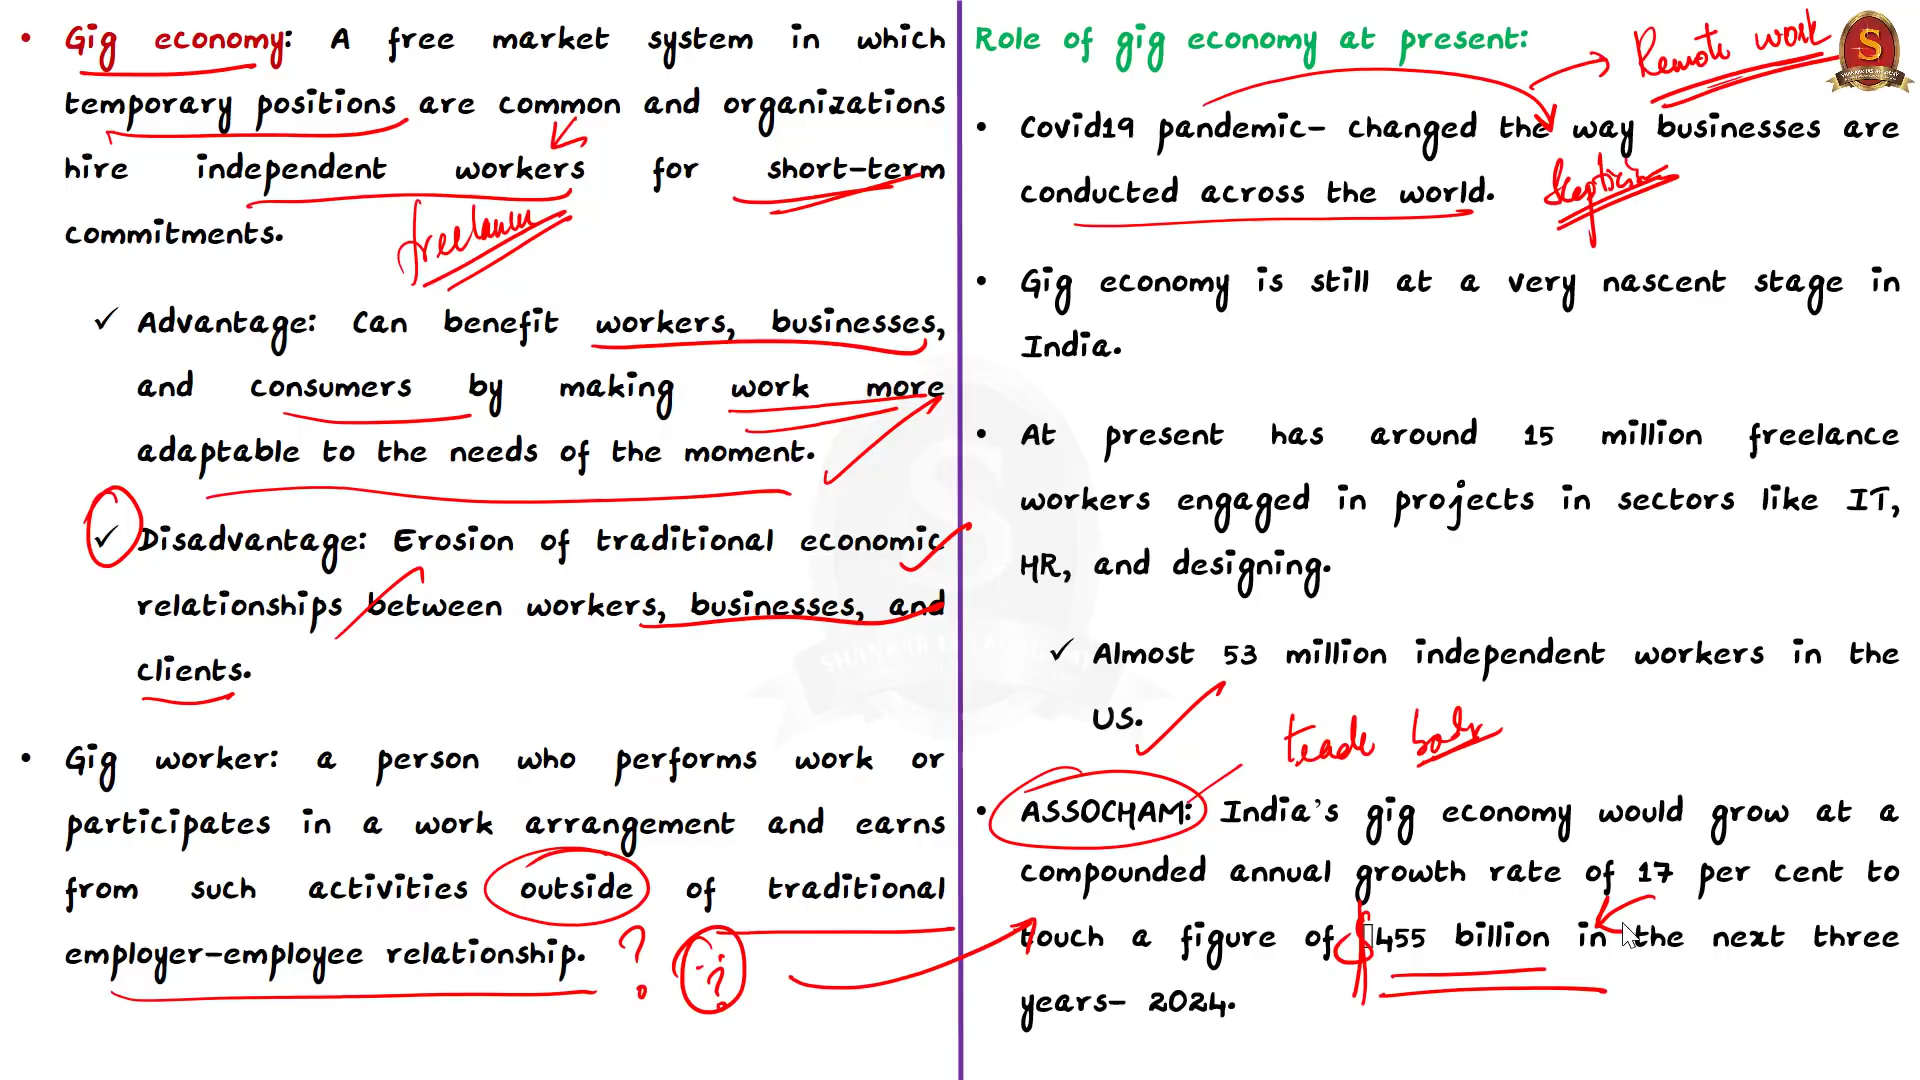 • Gig economy: A free market system in which
temporary positions are common and organizations
hire independent workers for short-term
commitments.
freelancer
✓ Advantage: Can benefit workers, businesses,
and consumers by making work more
adaptable to the needs of the moment.
✓ Disadvantage: Erosion of traditional economic
relationships between workers, businesses, and
clients.
• Gig worker: a person who performs work or
participates in a work arrangement and earns
from such activities outside of traditional
employer-employee relationship. ?
?
Role of gig economy at present:
Remote work
• Covid19 pandemic- changed the way businesses are
conducted across the world.
• Gig economy is still at a very nascent stage in
India.
• At present has around 15 million freelance
workers engaged in projects in sectors like IT,
HR, and designing.
✓ Almost 53 million independent workers in the
US.
trade body
• ASSOCHAM: India's gig economy would grow at a
compounded annual growth rate of 17 per cent to
touch a figure of $455 billion in the next three
years- 2024.
S
SHANKAR IAS ACADEMY